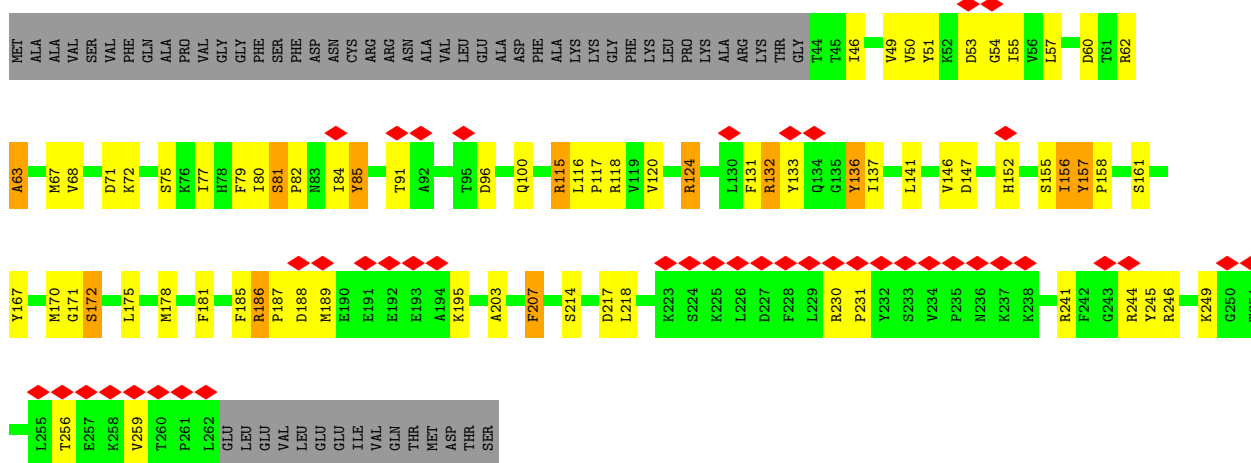 MET ALA ALA VAL SER VAL PHE GLN ALA PRO VAL GLY GLY PHE SER PHE ASP ASN CYS ARG ARG ASN ALA VAL LEU GLU ALA ASP PHE ALA LYS LYS GLY PHE LYS LEU PRO LYS ALA ARG LYS THR GLY T44 T45 I46 V49 V50 Y51 K52 D53 G54 I55 V56 L57 D60 T61 R62
A63 M67 V68 D71 K72 S75 K76 I77 H78 F79 I80 S81 P82 N83 I84 Y85 T91 A92 T95 D96 Q100 R115 L116 P117 R118 V119 V120 R124 L130 F131 R132 Y133 Q134 G135 Y136 I137 L141 V146 D147 H152 S155 I156 Y157 P158 S161
Y167 M170 G171 S172 L175 M178 F181 F185 R186 P187 D188 M189 E190 E191 E192 E193 A194 K195 A203 F207 S214 D217 L218 K223 S224 K225 L226 D227 F228 L229 R230 P231 Y232 S233 V234 P235 N236 K237 K238 R241 F242 G243 R244 Y245 R246 K249 G250
L255 T256 E257 K258 V259 T260 P261 L262 GLU LEU GLU VAL LEU GLU GLU ILE VAL GLN THR MET ASP THR SER